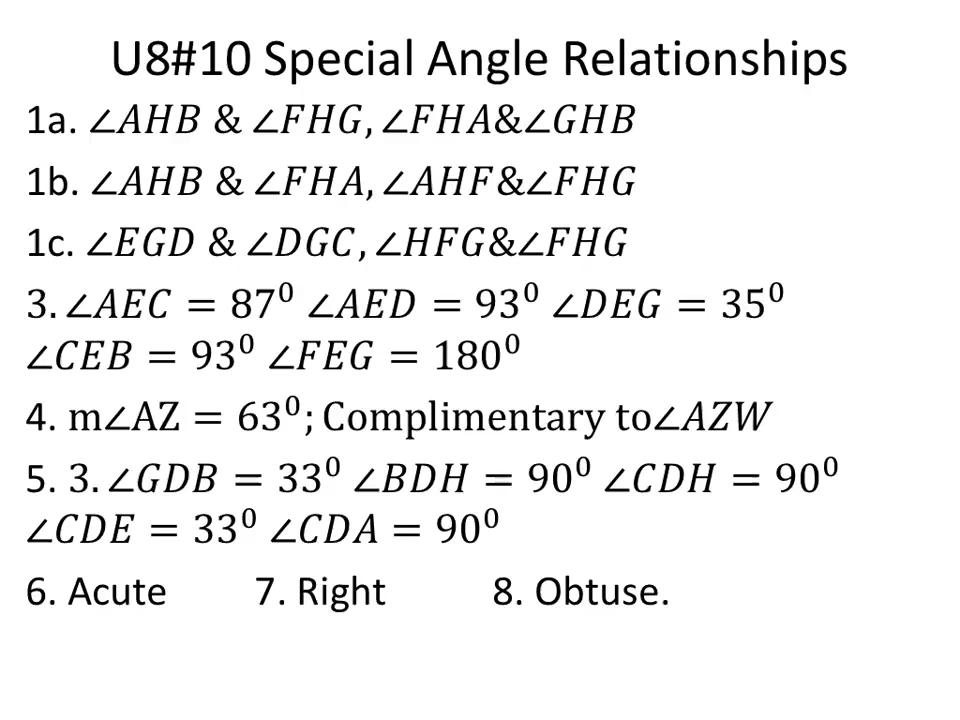 U8#10 Special Angle Relationships
1a. ∠AHB & ∠FHG, ∠FHA&∠GHB
1b. ∠AHB & ∠FHA, ∠AHF&∠FHG
1c. ∠EGD & ∠DGC, ∠HFG&∠FHG
3. ∠AEC = 87⁰ ∠AED = 93⁰ ∠DEG = 35⁰
∠CEB = 93⁰ ∠FEG = 180⁰
4. m∠AZ = 63⁰; Complimentary to∠AZW
5. 3. ∠GDB = 33⁰ ∠BDH = 90⁰ ∠CDH = 90⁰
∠CDE = 33⁰ ∠CDA = 90⁰
6. Acute 7. Right 8. Obtuse.